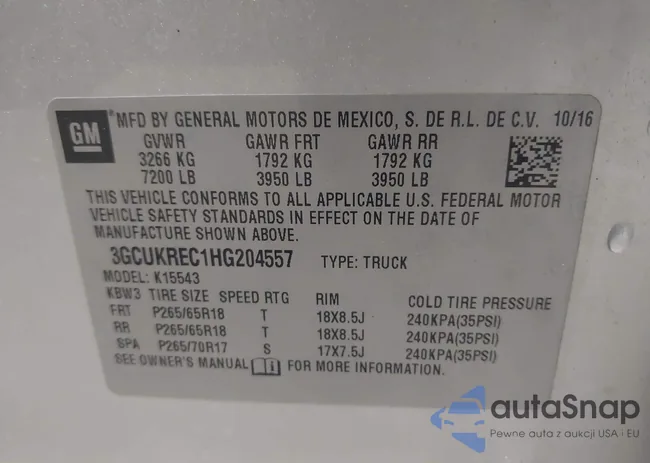 GM
MFD BY GENERAL MOTORS DE MEXICO, S. DE R.L. DE C.V. 10/16
GVWR GAWR FRT GAWR RR
3266 KG 1792 KG 1792 KG
7200 LB 3950 LB 3950 LB
THIS VEHICLE CONFORMS TO ALL APPLICABLE U.S. FEDERAL MOTOR
VEHICLE SAFETY STANDARDS IN EFFECT ON THE DATE OF
MANUFACTURE SHOWN ABOVE.
3GCUKREC1HG204557 TYPE: TRUCK
MODEL: K15543
KBW3 TIRE SIZE SPEED RTG RIM COLD TIRE PRESSURE
FRT P265/65R18 T 18X8.5J 240KPA(35PSI)
RR P265/65R18 T 18X8.5J 240KPA(35PSI)
SPA P265/70R17 S 17X7.5J 240KPA(35PSI)
SEE OWNER'S MANUAL FOR MORE INFORMATION.
autaSnap
Pewne auta z aukcji USA i EU